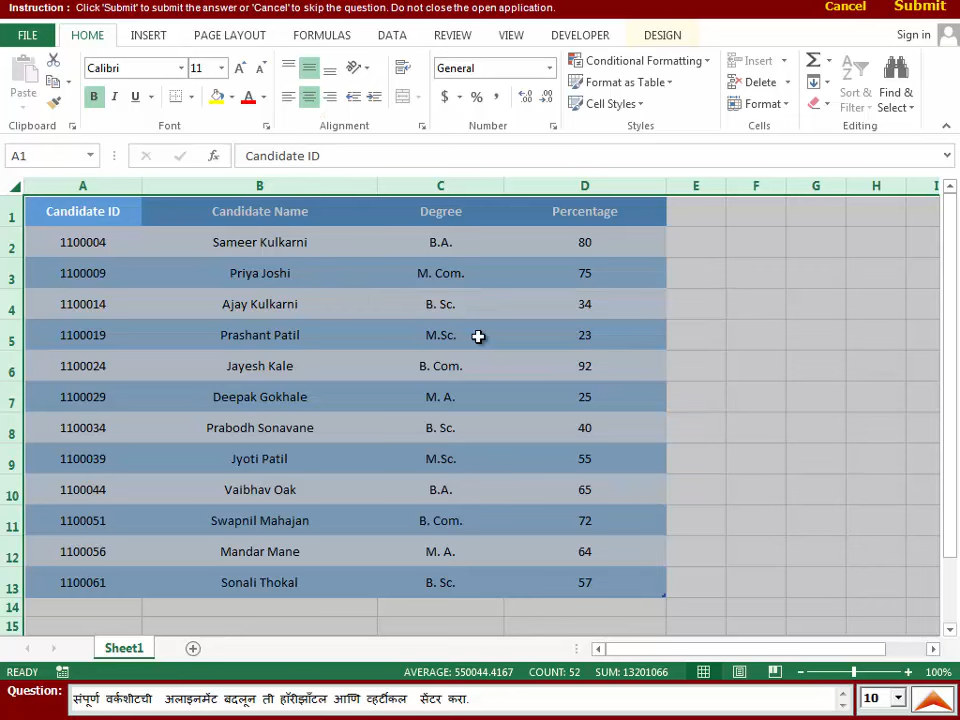 Instruction : Click 'Submit' to submit the answer or 'Cancel' to skip the question. Do not close the open application. Cancel Submit
FILE HOME INSERT PAGE LAYOUT FORMULAS DATA REVIEW VIEW DEVELOPER DESIGN Sign in
Paste Calibri 11 General Conditional Formatting Insert
B I U $ % , Format as Table Delete Sort & Filter Find & Select
Cell Styles Format
Clipboard Font Alignment Number Styles Cells Editing
A1 fx Candidate ID
A B C D E F G H I
1 Candidate ID Candidate Name Degree Percentage
2 1100004 Sameer Kulkarni B.A. 80
3 1100009 Priya Joshi M. Com. 75
4 1100014 Ajay Kulkarni B. Sc. 34
5 1100019 Prashant Patil M.Sc. 23
6 1100024 Jayesh Kale B. Com. 92
7 1100029 Deepak Gokhale M. A. 25
8 1100034 Prabodh Sonavane B. Sc. 40
9 1100039 Jyoti Patil M.Sc. 55
10 1100044 Vaibhav Oak B.A. 65
11 1100051 Swapnil Mahajan B. Com. 72
12 1100056 Mandar Mane M. A. 64
13 1100061 Sonali Thokal B. Sc. 57
14
15
Sheet1
READY AVERAGE: 550044.4167 COUNT: 52 SUM: 13201066 100%
Question: संपूर्ण वर्कशीटची अलाइनमेंट बदलून ती हॉरीझाँटल आणि व्हर्टीकल सेंटर करा. 10